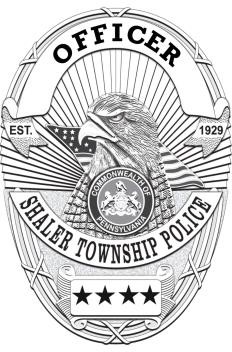 OFFICER
EST. 1929
COMMONWEALTH OF
PENNSYLVANIA
SHALER TOWNSHIP POLICE